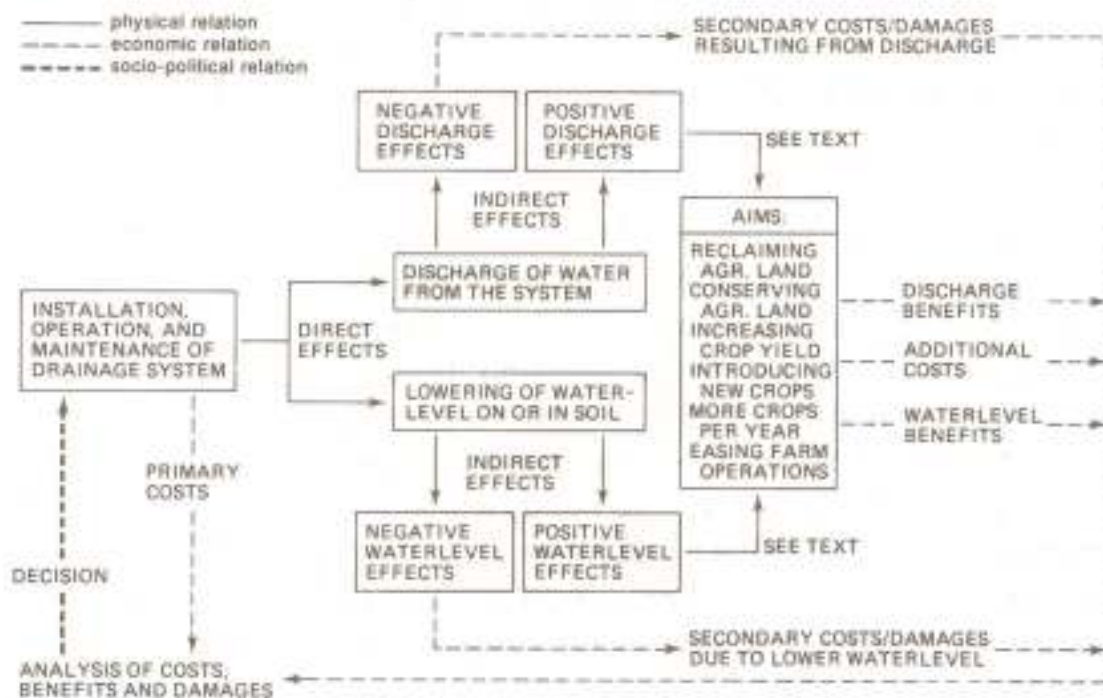 physical relation
economic relation
socio-political relation
SECONDARY COSTS/DAMAGES
RESULTING FROM DISCHARGE
NEGATIVE
DISCHARGE
EFFECTS
POSITIVE
DISCHARGE
EFFECTS
SEE TEXT
INDIRECT
EFFECTS
AIMS:
RECLAIMING
AGR. LAND
CONSERVING
AGR. LAND
INCREASING
CROP YIELD
INTRODUCING
NEW CROPS
MORE CROPS
PER YEAR
EASING FARM
OPERATIONS
DISCHARGE OF WATER
FROM THE SYSTEM
INSTALLATION,
OPERATION, AND
MAINTENANCE OF
DRAINAGE SYSTEM
DIRECT
EFFECTS
DISCHARGE
BENEFITS
ADDITIONAL
COSTS
WATERLEVEL
BENEFITS
LOWERING OF WATER-
LEVEL ON OR IN SOIL
INDIRECT
EFFECTS
PRIMARY
COSTS
NEGATIVE
WATERLEVEL
EFFECTS
POSITIVE
WATERLEVEL
EFFECTS
SEE TEXT
DECISION
SECONDARY COSTS/DAMAGES
DUE TO LOWER WATERLEVEL
ANALYSIS OF COSTS,
BENEFITS AND DAMAGES